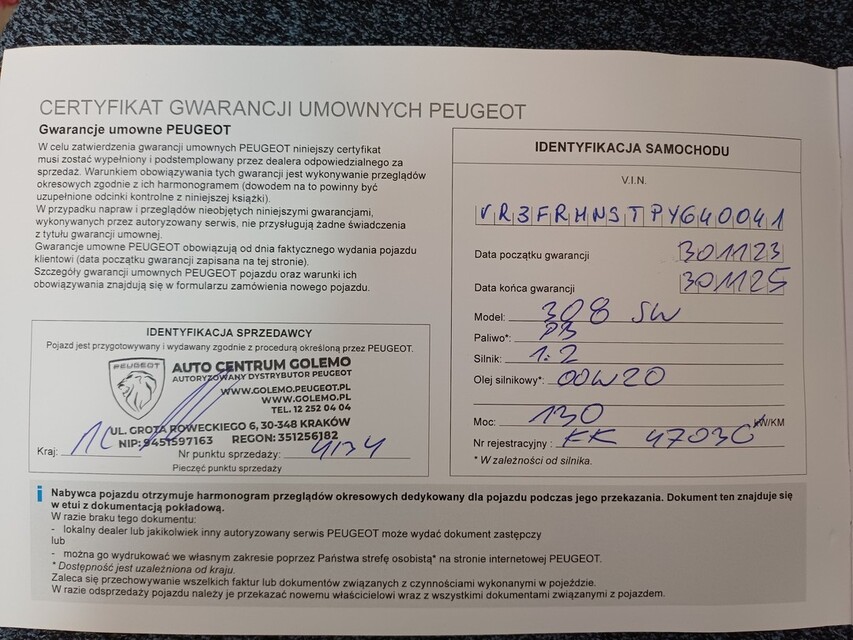 CERTYFIKAT GWARANCJI UMOWNYCH PEUGEOT
Gwarancje umowne PEUGEOT
W celu zatwierdzenia gwarancji umownych PEUGEOT niniejszy certyfikat
musi zostać wypełniony i podstemplowany przez dealera odpowiedzialnego za
sprzedaż. Warunkiem obowiązywania tych gwarancji jest wykonywanie przeglądów
okresowych zgodnie z ich harmonogramem (dowodem na to powinny być
uzupełnione odcinki kontrolne z niniejszej książki).
W przypadku napraw i przeglądów nieobjętych niniejszymi gwarancjami,
wykonywanych przez autoryzowany serwis, nie przysługują żadne świadczenia
z tytułu gwarancji umownej.
Gwarancje umowne PEUGEOT obowiązują od dnia faktycznego wydania pojazdu
klientowi (data początku gwarancji zapisana na tej stronie).
Szczegóły gwarancji umownych PEUGEOT pojazdu oraz warunki ich
obowiązywania znajdują się w formularzu zamówienia nowego pojazdu.
IDENTYFIKACJA SPRZEDAWCY
Pojazd jest przygotowywany i wydawany zgodnie z procedurą określoną przez PEUGEOT.
PEUGEOT
AUTO CENTRUM GOLEMO
AUTORYZOWANY DYSTRYBUTOR PEUGEOT
WWW.GOLEMO.PEUGEOT.PL
WWW.GOLEMO.PL
TEL. 12 252 04 04
UL. GROTA ROWECKIEGO 6, 30-348 KRAKÓW
NIP: 9451597163 REGON: 351256182
Kraj: Nr punktu sprzedaży: 4134
Pieczęć punktu sprzedaży
IDENTYFIKACJA SAMOCHODU
V.I.N.
VR3FRHNSTPY640041
Data początku gwarancji 301123
Data końca gwarancji 301125
Model: 308 SW
Paliwo*: PB
Silnik: 1.2
Olej silnikowy*: 00W20
Moc: 130 kW/KM
Nr rejestracyjny : KK 4703C
* W zależności od silnika.
i Nabywca pojazdu otrzymuje harmonogram przeglądów okresowych dedykowany dla pojazdu podczas jego przekazania. Dokument ten znajduje się
w etui z dokumentacją pokładową.
W razie braku tego dokumentu:
- lokalny dealer lub jakikolwiek inny autoryzowany serwis PEUGEOT może wydać dokument zastępczy
lub
- można go wydrukować we własnym zakresie poprzez Państwa strefę osobistą* na stronie internetowej PEUGEOT.
* Dostępność jest uzależniona od kraju.
Zaleca się przechowywanie wszelkich faktur lub dokumentów związanych z czynnościami wykonanymi w pojeździe.
W razie odsprzedaży pojazdu należy je przekazać nowemu właścicielowi wraz z wszystkimi dokumentami związanymi z pojazdem.